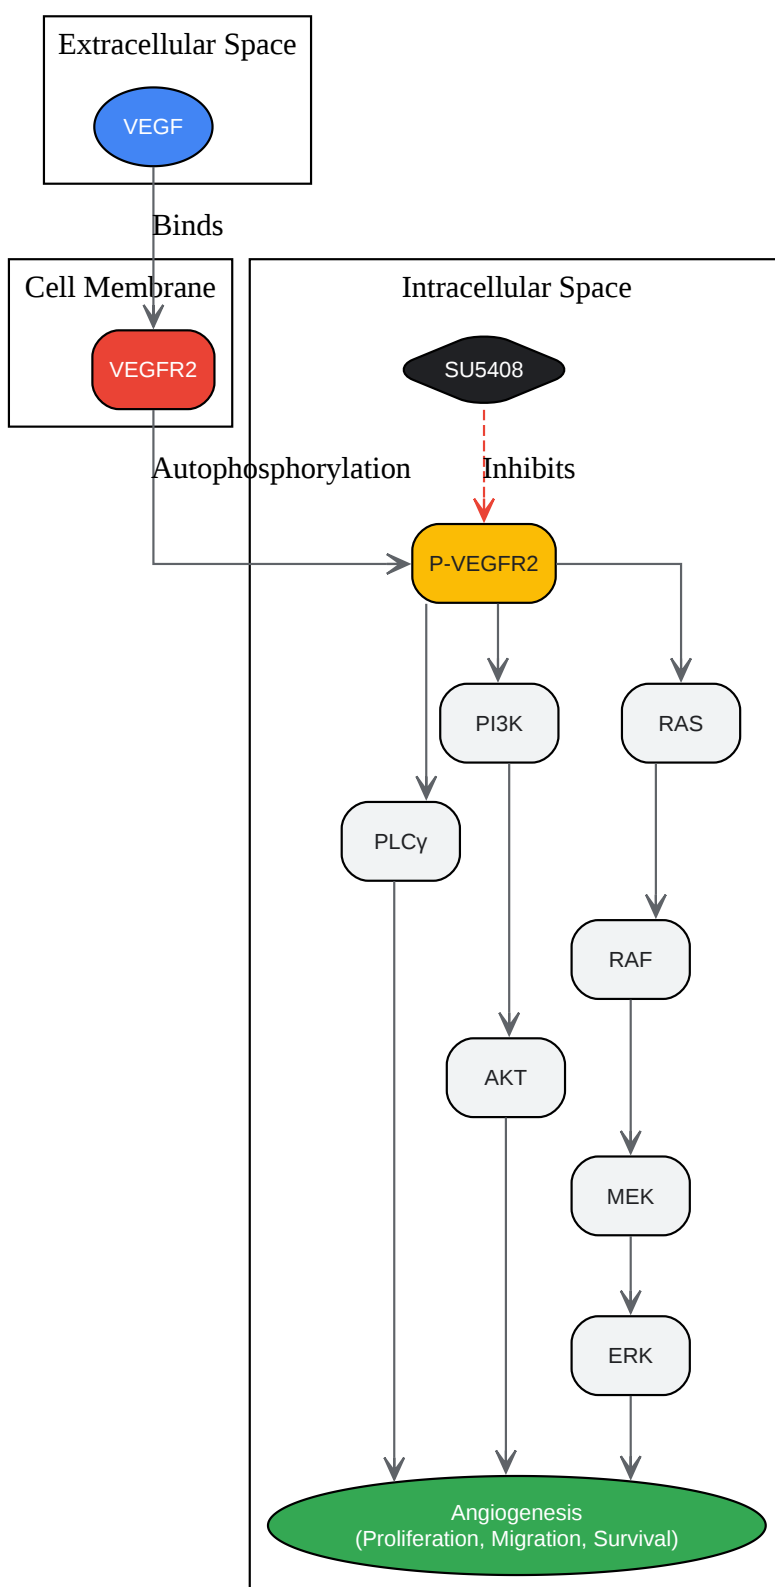 Extracellular Space
VEGF
Binds
Cell Membrane
Intracellular Space
VEGFR2
SU5408
Autophosphorylation
Inhibits
P-VEGFR2
PI3K
RAS
PLCγ
RAF
AKT
MEK
ERK
Angiogenesis
(Proliferation, Migration, Survival)